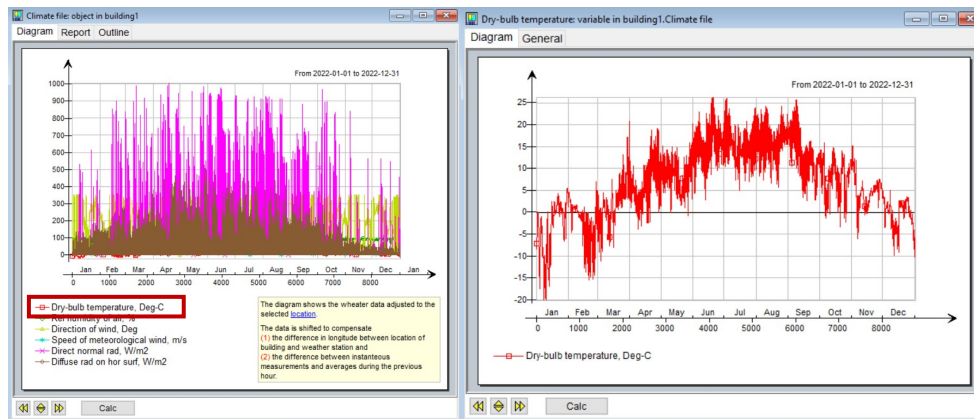 Climate file: object in building1
Diagram Report Outline
From 2022-01-01 to 2022-12-31
1000
900
800
700
600
500
400
300
200
100
0
Jan Feb Mar Apr May Jun Jul Aug Sep Oct Nov Dec Jan
0 1000 2000 3000 4000 5000 6000 7000 8000
Dry-bulb temperature, Deg-C
Rel humidity of air, %
Direction of wind, Deg
Speed of meteorological wind, m/s
Direct normal rad, W/m2
Diffuse rad on hor surf, W/m2
The diagram shows the wheater data adjusted to the
selected location.
The data is shifted to compensate
(1) the difference in longitude between location of
building and weather station and
(2) the difference between instanteous
measurements and averages during the previous
hour.
Calc
Dry-bulb temperature: variable in building1.Climate file
Diagram General
From 2022-01-01 to 2022-12-31
25
20
15
10
5
0
-5
-10
-15
-20
Jan Feb Mar Apr May Jun Jul Aug Sep Oct Nov Dec
0 1000 2000 3000 4000 5000 6000 7000 8000
Dry-bulb temperature, Deg-C
Calc